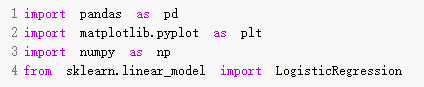 1 import pandas as pd
2 import matplotlib.pyplot as plt
3 import numpy as np
4 from sklearn.linear_model import LogisticRegression